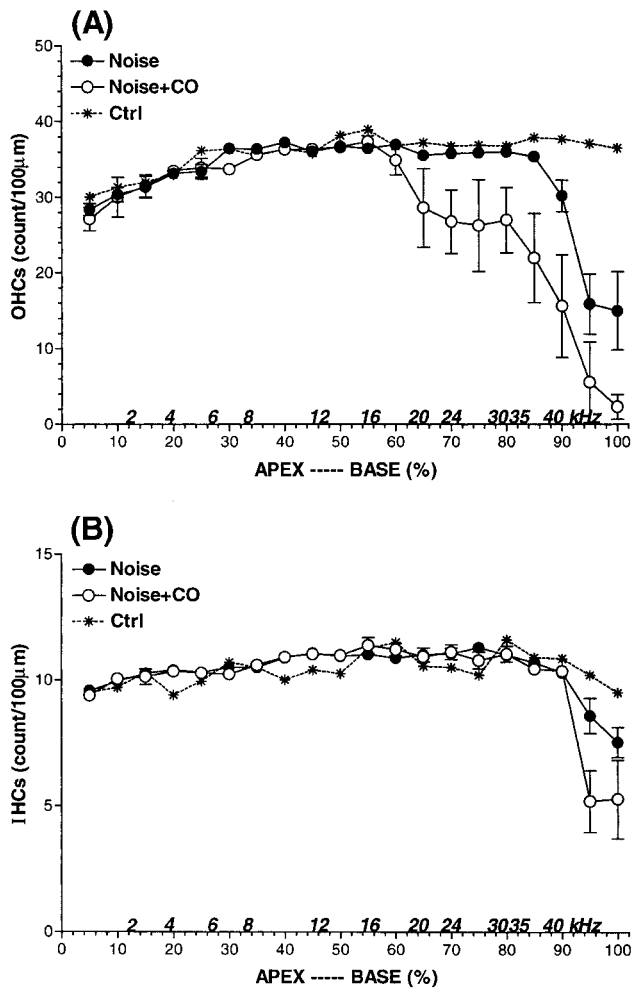 (A)
50
40
30
20
10
0
OHCs (count/100μm)
Noise
Noise+CO
Ctrl
2 4 6 8 12 16 20 24 30 35 40 kHz
0 10 20 30 40 50 60 70 80 90 100
APEX ----- BASE (%)
(B)
15
10
5
0
IHCs (count/100μm)
Noise
Noise+CO
Ctrl
2 4 6 8 12 16 20 24 30 35 40 kHz
0 10 20 30 40 50 60 70 80 90 100
APEX ----- BASE (%)